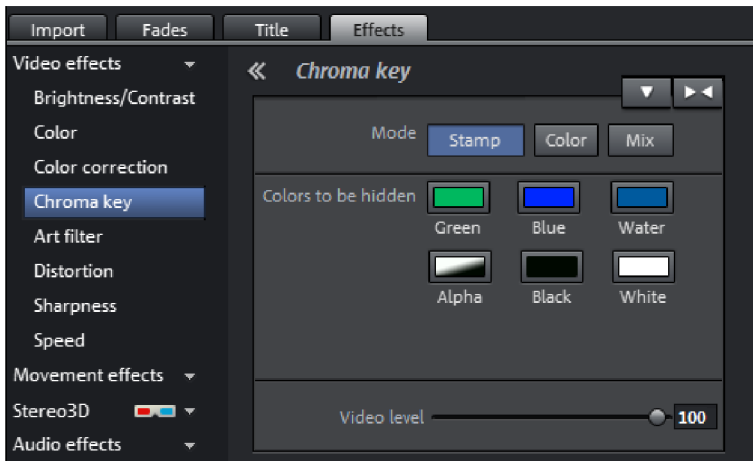 Import Fades Title Effects
Video effects
Brightness/Contrast
Color
Color correction
Chroma key
Art filter
Distortion
Sharpness
Speed
Movement effects
Stereo3D
Audio effects
Chroma key
Mode Stamp Color Mix
Colors to be hidden
Green Blue Water
Alpha Black White
Video level 100